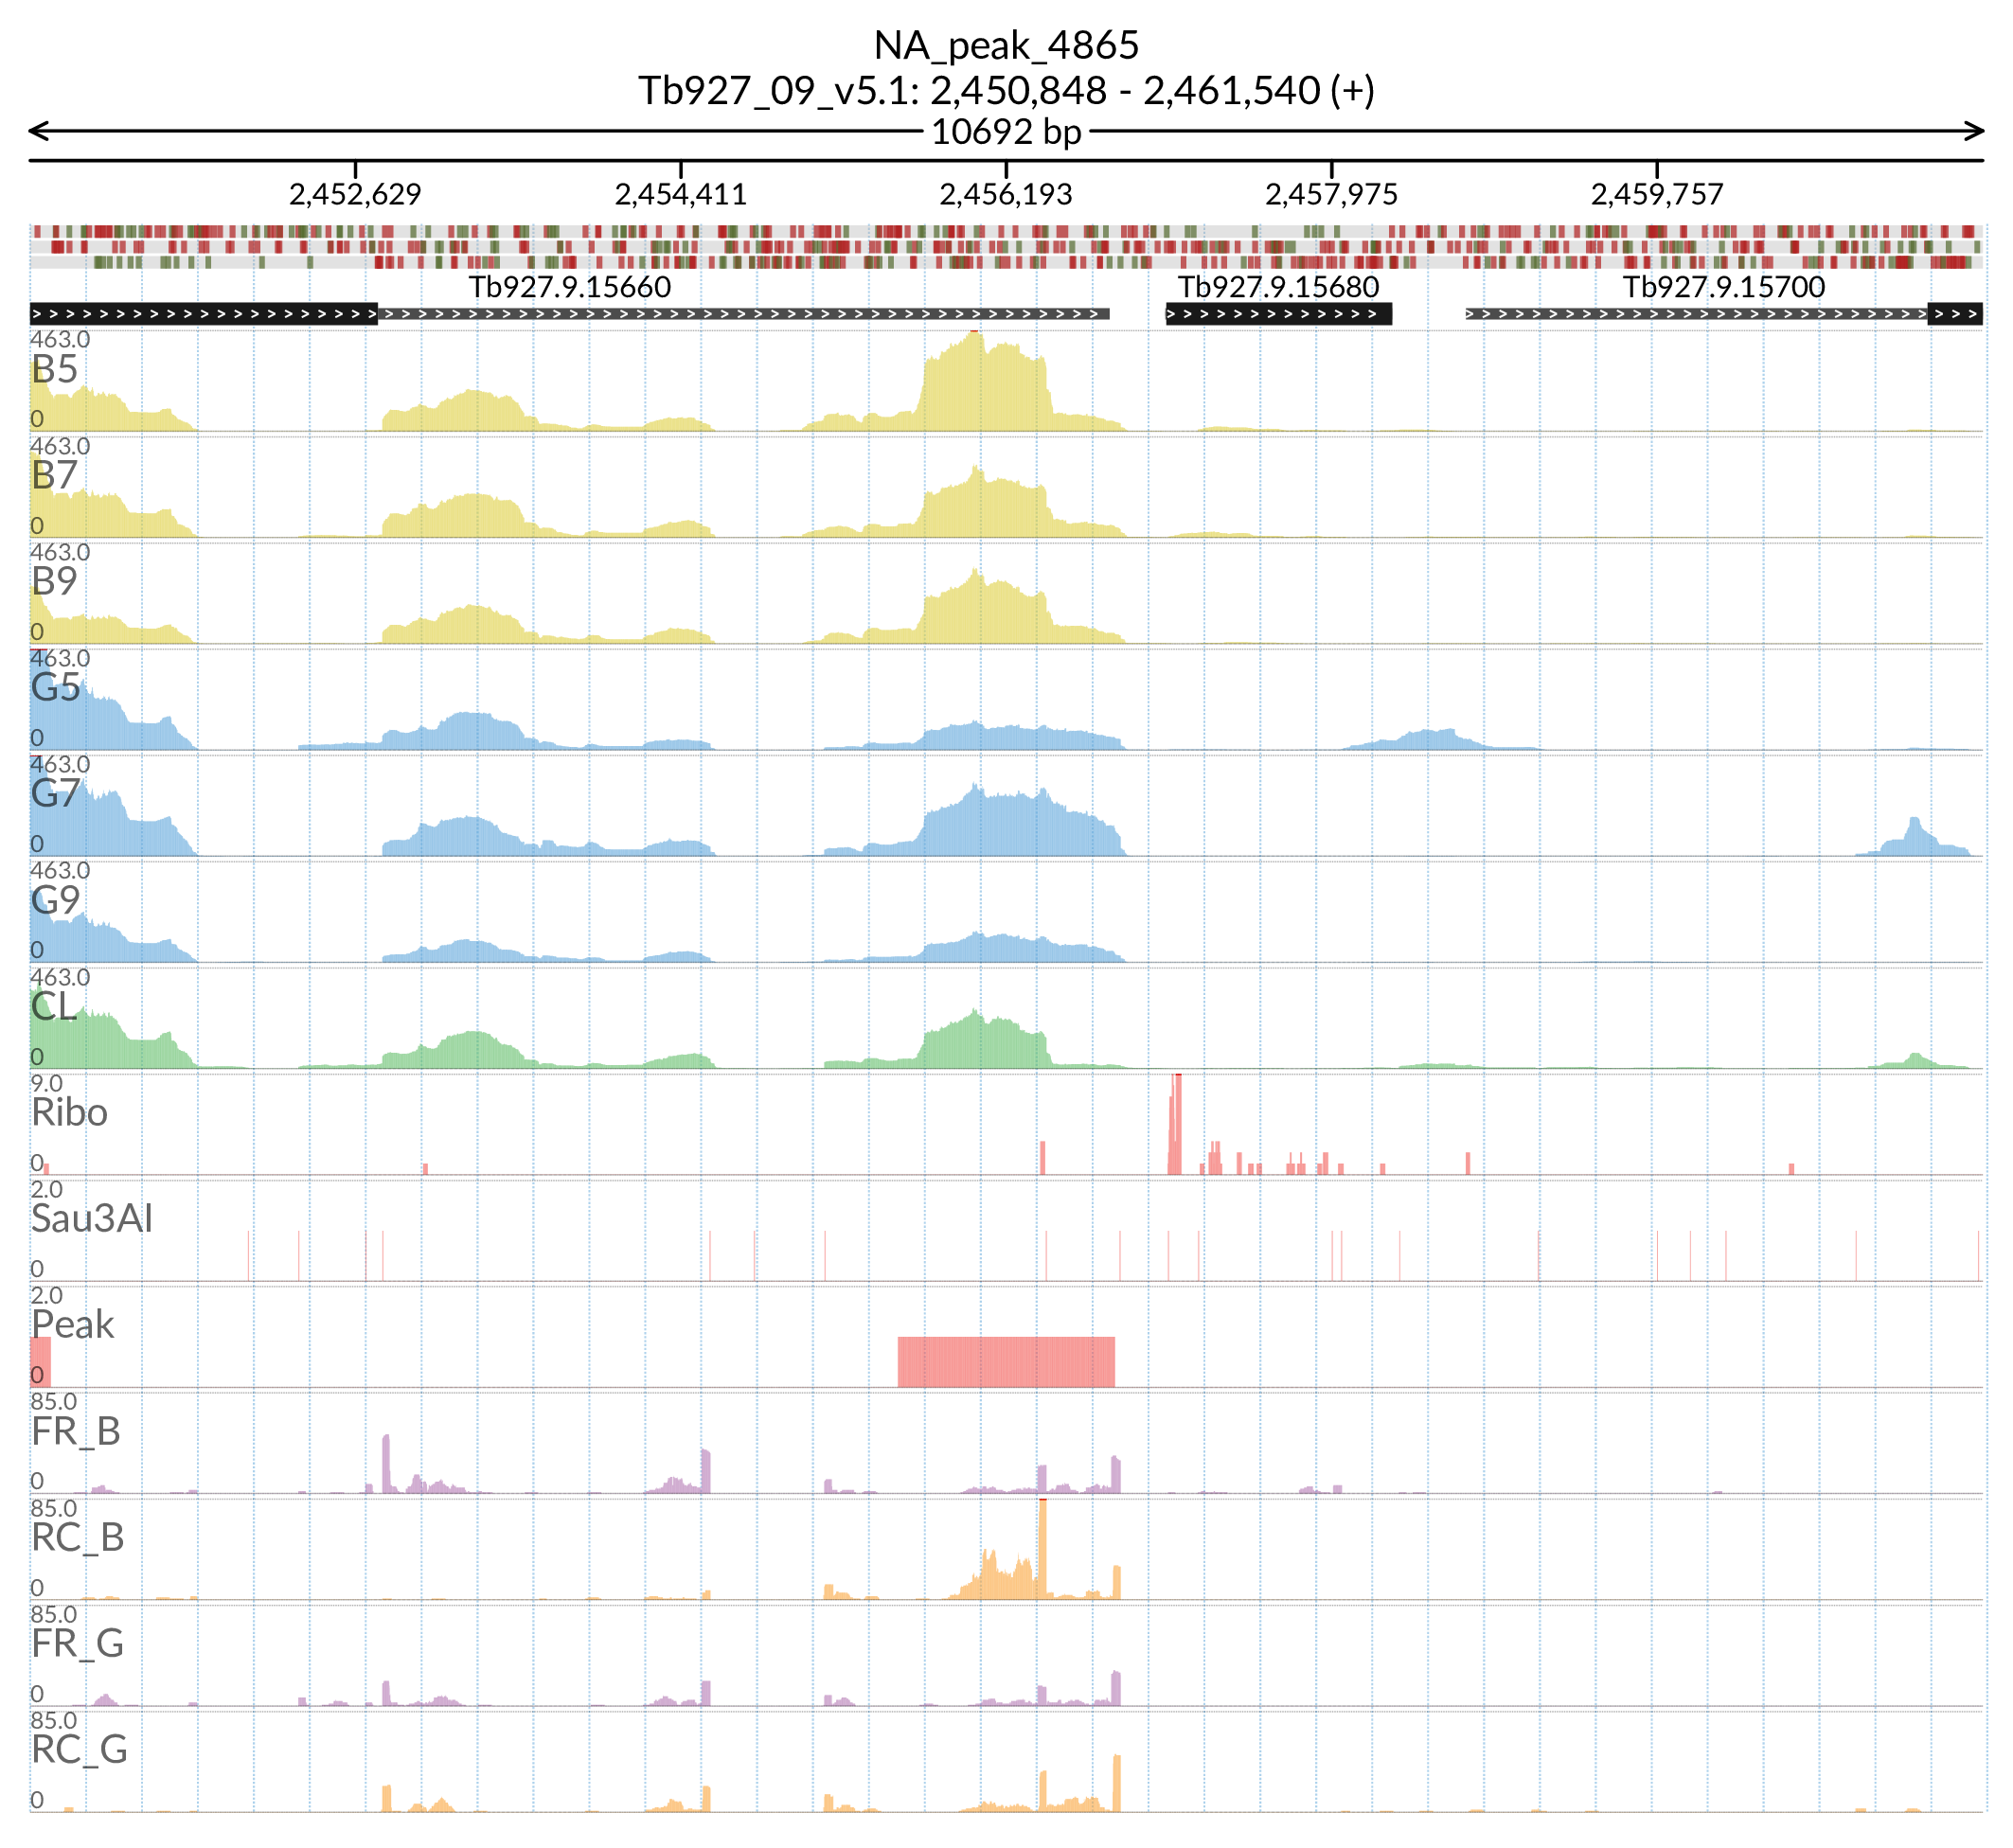 NA_peak_4865
Tb927_09_v5.1: 2,450,848 - 2,461,540 (+)
10692 bp
2,452,629 2,454,411 2,456,193 2,457,975 2,459,757
Tb927.9.15660 Tb927.9.15680 Tb927.9.15700
463.0
B5
0
463.0
B7
0
463.0
B9
0
463.0
G5
0
463.0
G7
0
463.0
G9
0
463.0
CL
0
9.0
Ribo
0
2.0
Sau3AI
0
2.0
Peak
0
85.0
FR_B
0
85.0
RC_B
0
85.0
FR_G
0
85.0
RC_G
0